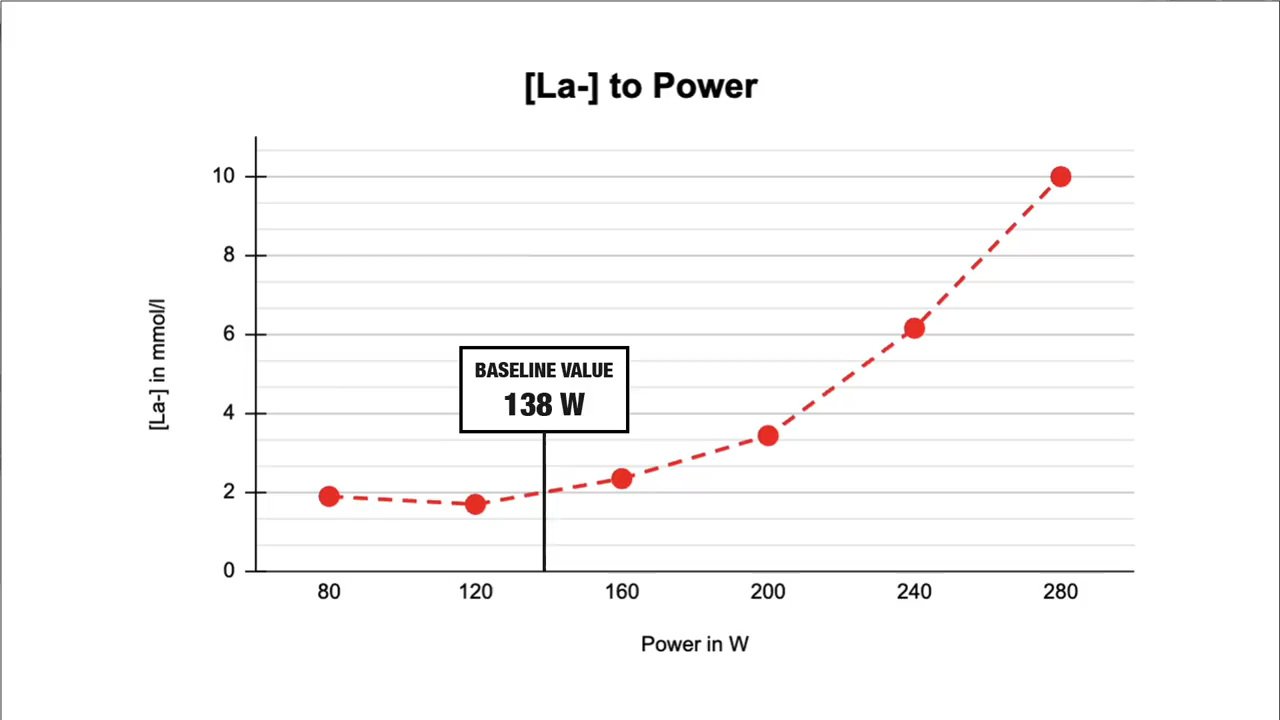 [La-] to Power
10
8
6
4
2
0
[La-] in mmol/l
BASELINE VALUE
138 W
80 120 160 200 240 280
Power in W